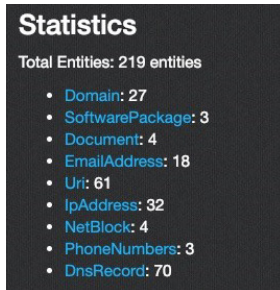 Statistics
Total Entities: 219 entities
• Domain: 27
• SoftwarePackage: 3
• Document: 4
• EmailAddress: 18
• Uri: 61
• IpAddress: 32
• NetBlock: 4
• PhoneNumbers: 3
• DnsRecord: 70